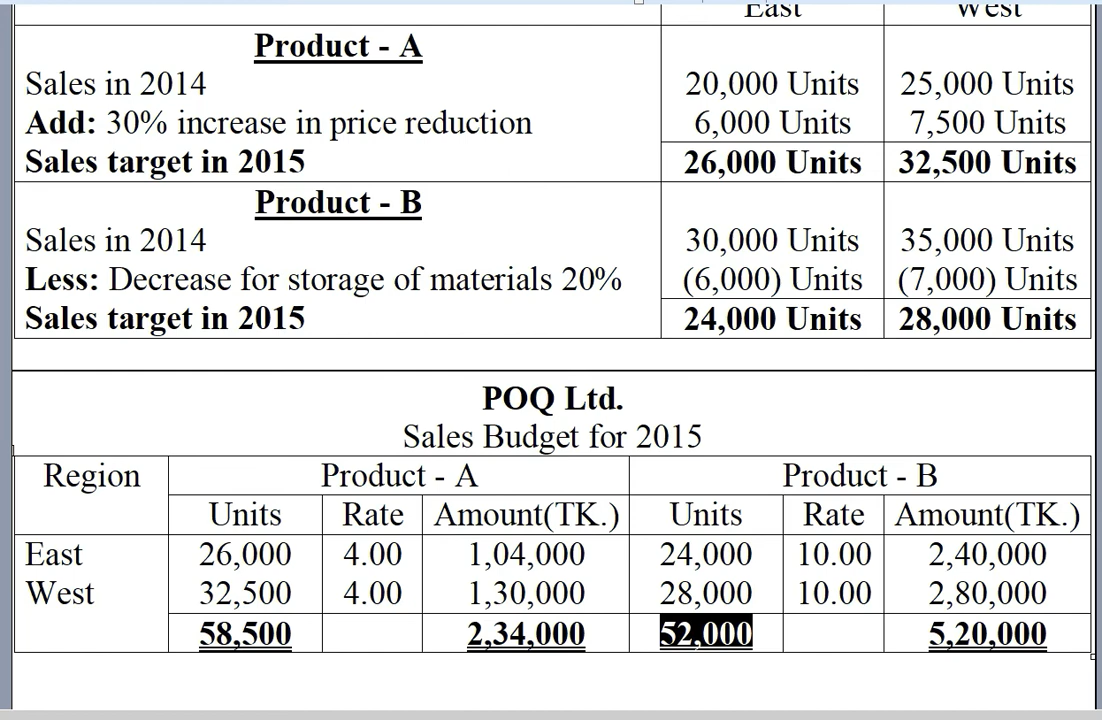 East West
Product - A
Sales in 2014 20,000 Units 25,000 Units
Add: 30% increase in price reduction 6,000 Units 7,500 Units
Sales target in 2015 26,000 Units 32,500 Units
Product - B
Sales in 2014 30,000 Units 35,000 Units
Less: Decrease for storage of materials 20% (6,000) Units (7,000) Units
Sales target in 2015 24,000 Units 28,000 Units
POQ Ltd.
Sales Budget for 2015
Region Product - A Product - B
Units Rate Amount(TK.) Units Rate Amount(TK.)
East 26,000 4.00 1,04,000 24,000 10.00 2,40,000
West 32,500 4.00 1,30,000 28,000 10.00 2,80,000
58,500 2,34,000 52,000 5,20,000